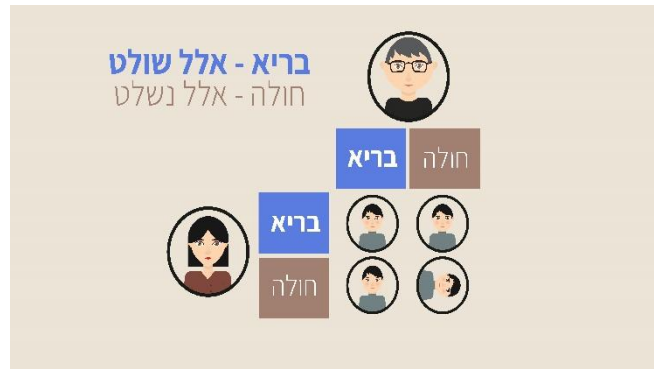 בריא - אלל שולט
חולה - אלל נשלט
חולה בריא
בריא
חולה